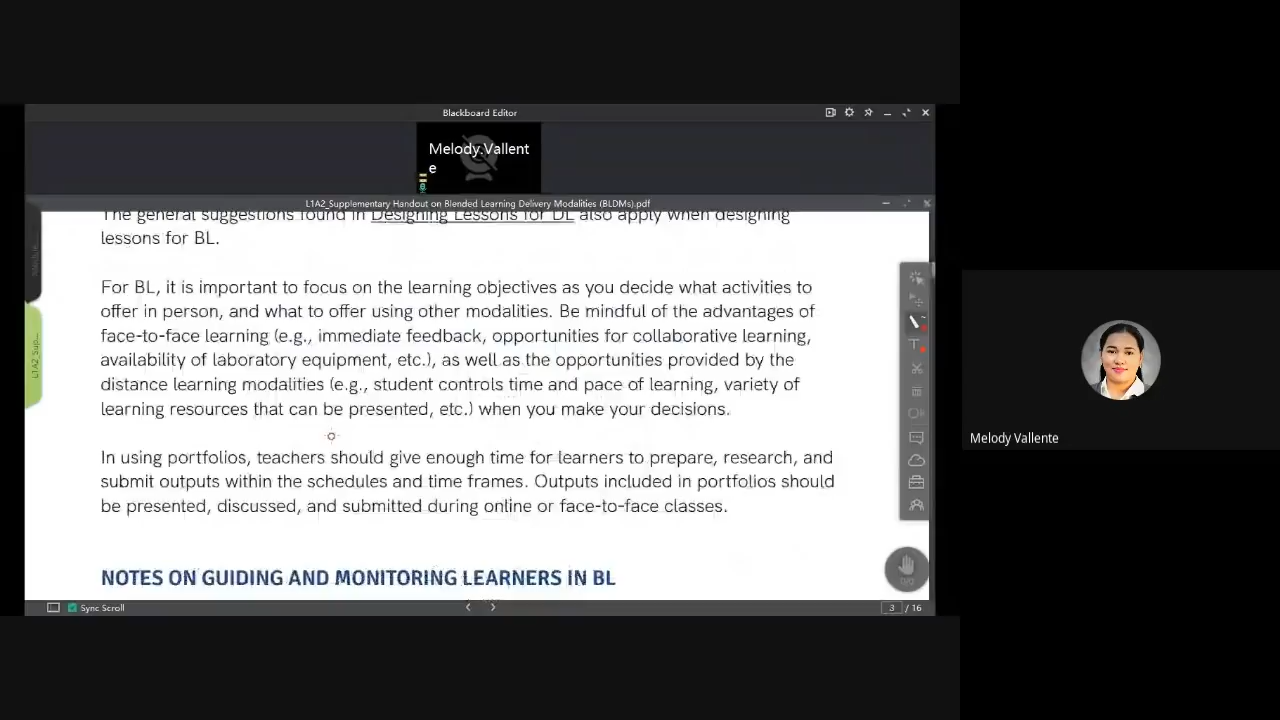 Blackboard Editor
Melody.Vallent
e
L1A2_Supplementary Handout on Blended Learning Delivery Modalities (BLDMs).pdf
The general suggestions found in Designing Lessons for DL also apply when designing
lessons for BL.
For BL, it is important to focus on the learning objectives as you decide what activities to
offer in person, and what to offer using other modalities. Be mindful of the advantages of
face-to-face learning (e.g., immediate feedback, opportunities for collaborative learning,
availability of laboratory equipment, etc.), as well as the opportunities provided by the
distance learning modalities (e.g., student controls time and pace of learning, variety of
learning resources that can be presented, etc.) when you make your decisions.
In using portfolios, teachers should give enough time for learners to prepare, research, and
submit outputs within the schedules and time frames. Outputs included in portfolios should
be presented, discussed, and submitted during online or face-to-face classes.
NOTES ON GUIDING AND MONITORING LEARNERS IN BL
L1A2_Sup...
0/0
Sync Scroll
3 / 16
Melody Vallente